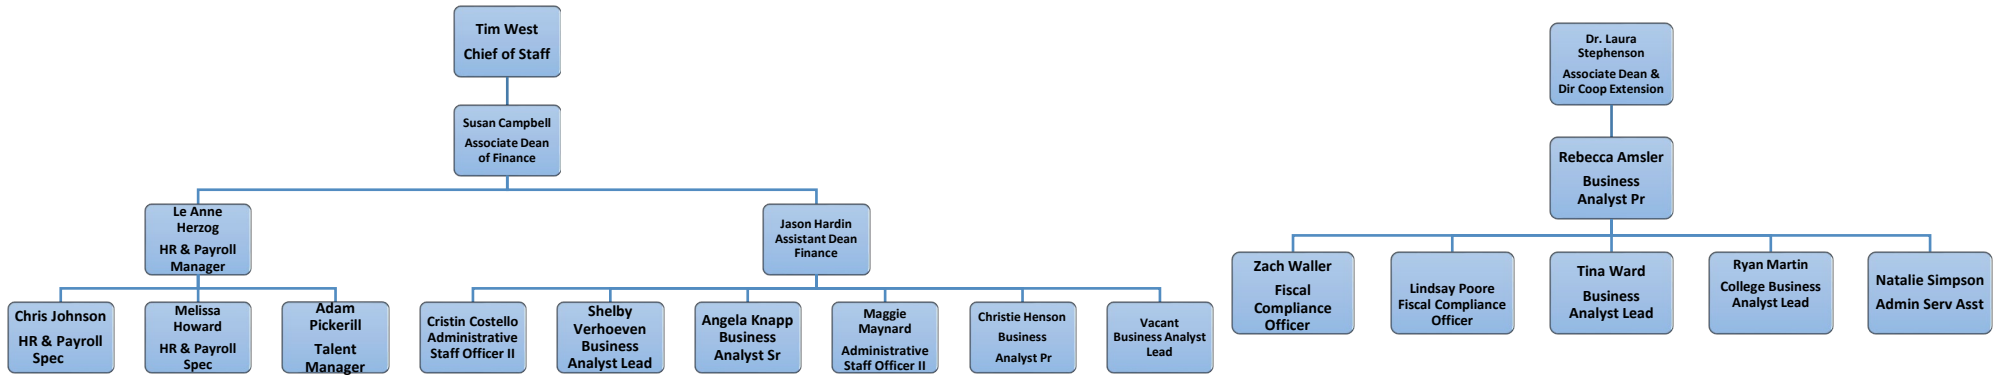 Tim West
Chief of Staff
Susan Campbell
Associate Dean
of Finance
Le Anne
Herzog
HR & Payroll
Manager
Jason Hardin
Assistant Dean
Finance
Chris Johnson
HR & Payroll
Spec
Melissa
Howard
HR & Payroll
Spec
Adam
Pickerill
Talent
Manager
Cristin Costello
Administrative
Staff Officer II
Shelby
Verhoeven
Business
Analyst Lead
Angela Knapp
Business
Analyst Sr
Maggie
Maynard
Administrative
Staff Officer II
Christie Henson
Business
Analyst Pr
Vacant
Business Analyst
Lead
Dr. Laura
Stephenson
Associate Dean &
Dir Coop Extension
Rebecca Amsler
Business
Analyst Pr
Zach Waller
Fiscal
Compliance
Officer
Lindsay Poore
Fiscal Compliance
Officer
Tina Ward
Business
Analyst Lead
Ryan Martin
College Business
Analyst Lead
Natalie Simpson
Admin Serv Asst